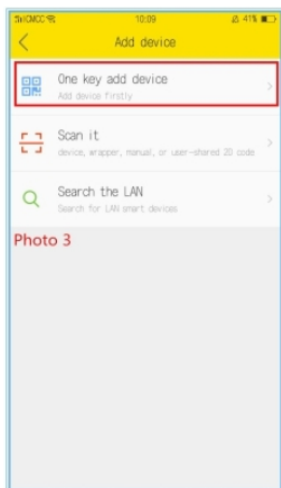 10:09
41%
Add device
One key add device
Add device firstly
Scan it
device, wrapper, manual, or user-shared 2D code
Search the LAN
Search for LAN smart devices
Photo 3